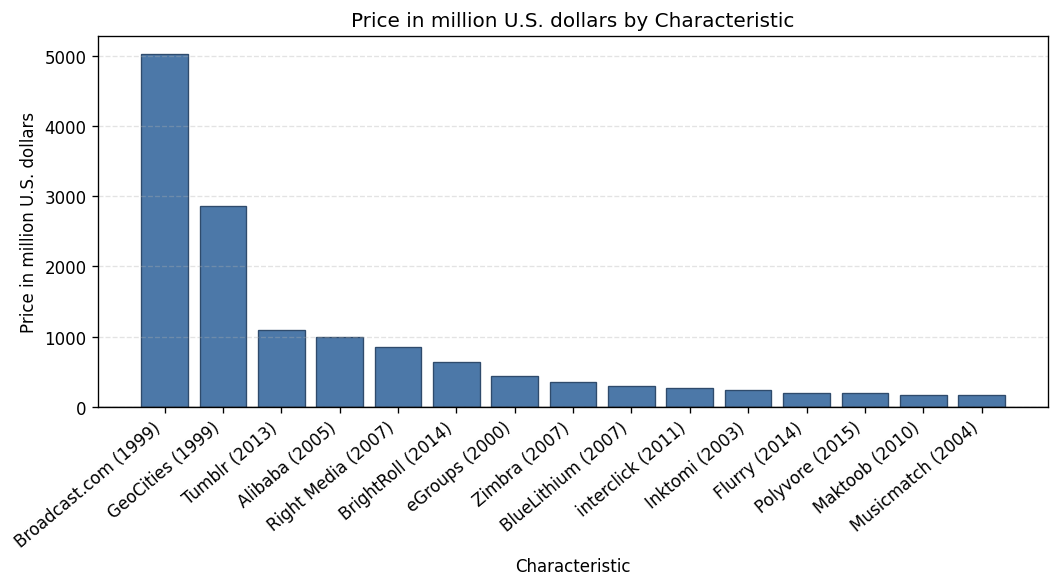 Price in million U.S. dollars by Characteristic
Price in million U.S. dollars
5000
4000
3000
2000
1000
0
Broadcast.com (1999)
GeoCities (1999)
Tumblr (2013)
Alibaba (2005)
Right Media (2007)
BrightRoll (2014)
eGroups (2000)
Zimbra (2007)
BlueLithium (2007)
interclick (2011)
Inktomi (2003)
Flurry (2014)
Polyvore (2015)
Maktoob (2010)
Musicmatch (2004)
Characteristic